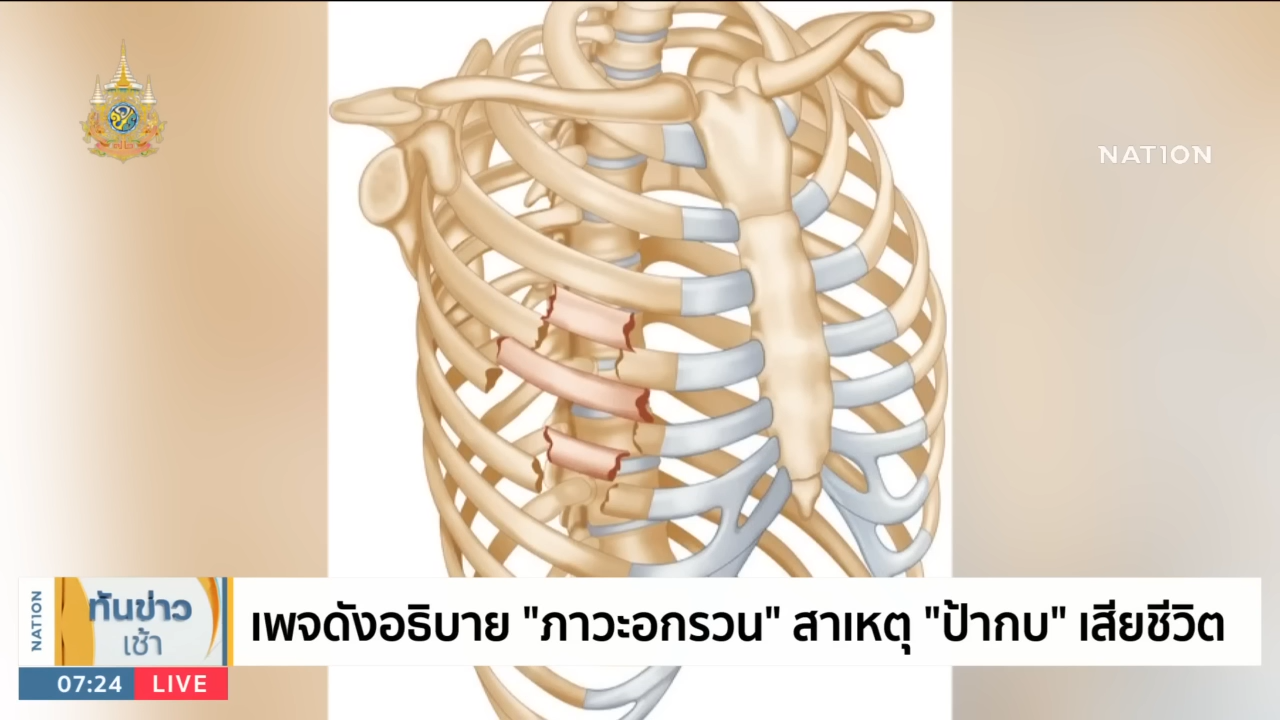 NATION
NATION
ทันข่าว
เช้า
เพจดังอธิบาย "ภาวะอกรวน" สาเหตุ "ป้ากบ" เสียชีวิต
07:24 LIVE